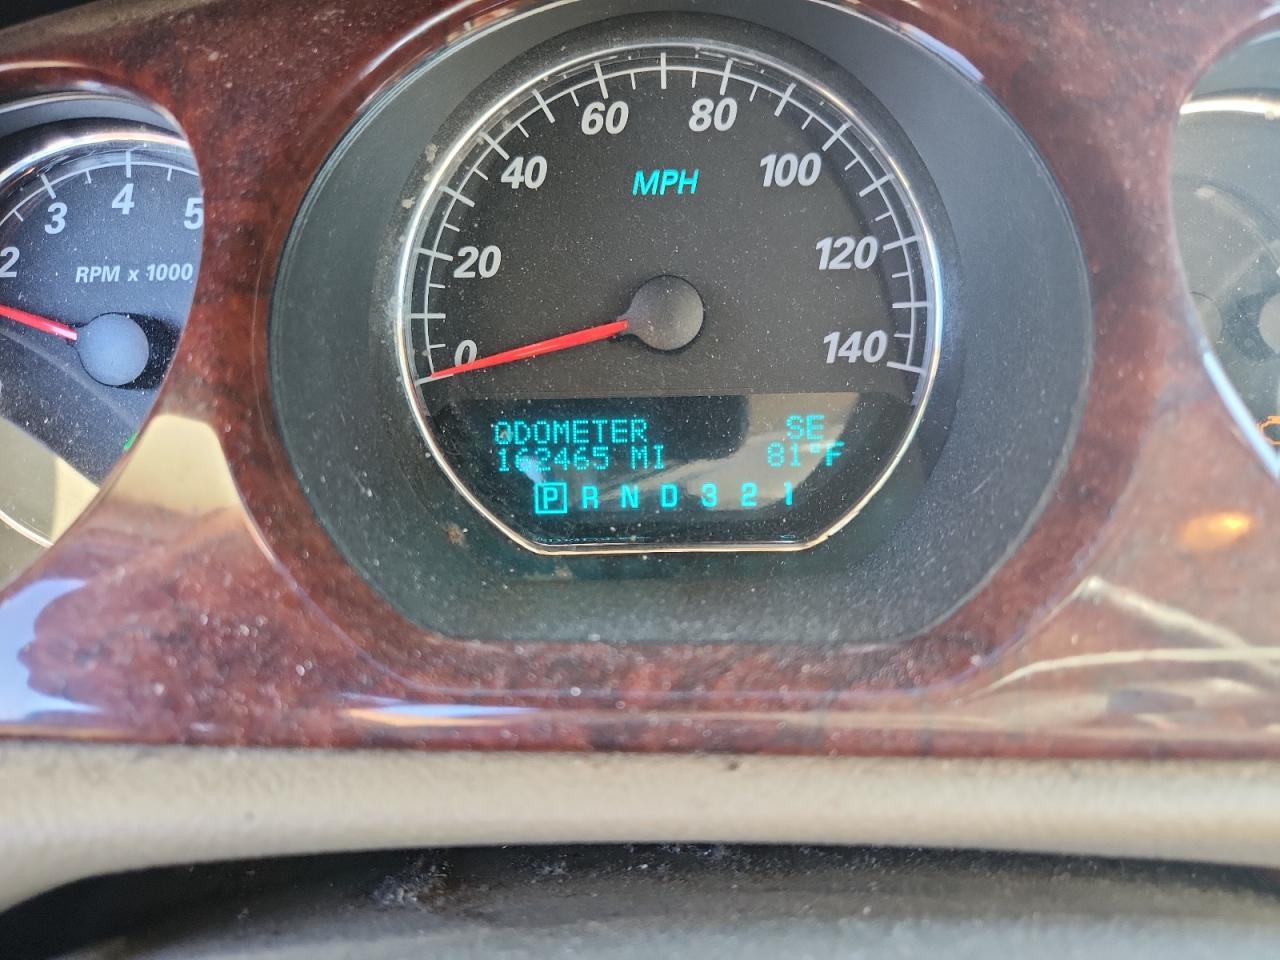 60 80
40 100
MPH
20 120
0 140
2 3 4 5
RPM x 1000
ODOMETER SE
162465 MI 81°F
P R N D 3 2 1